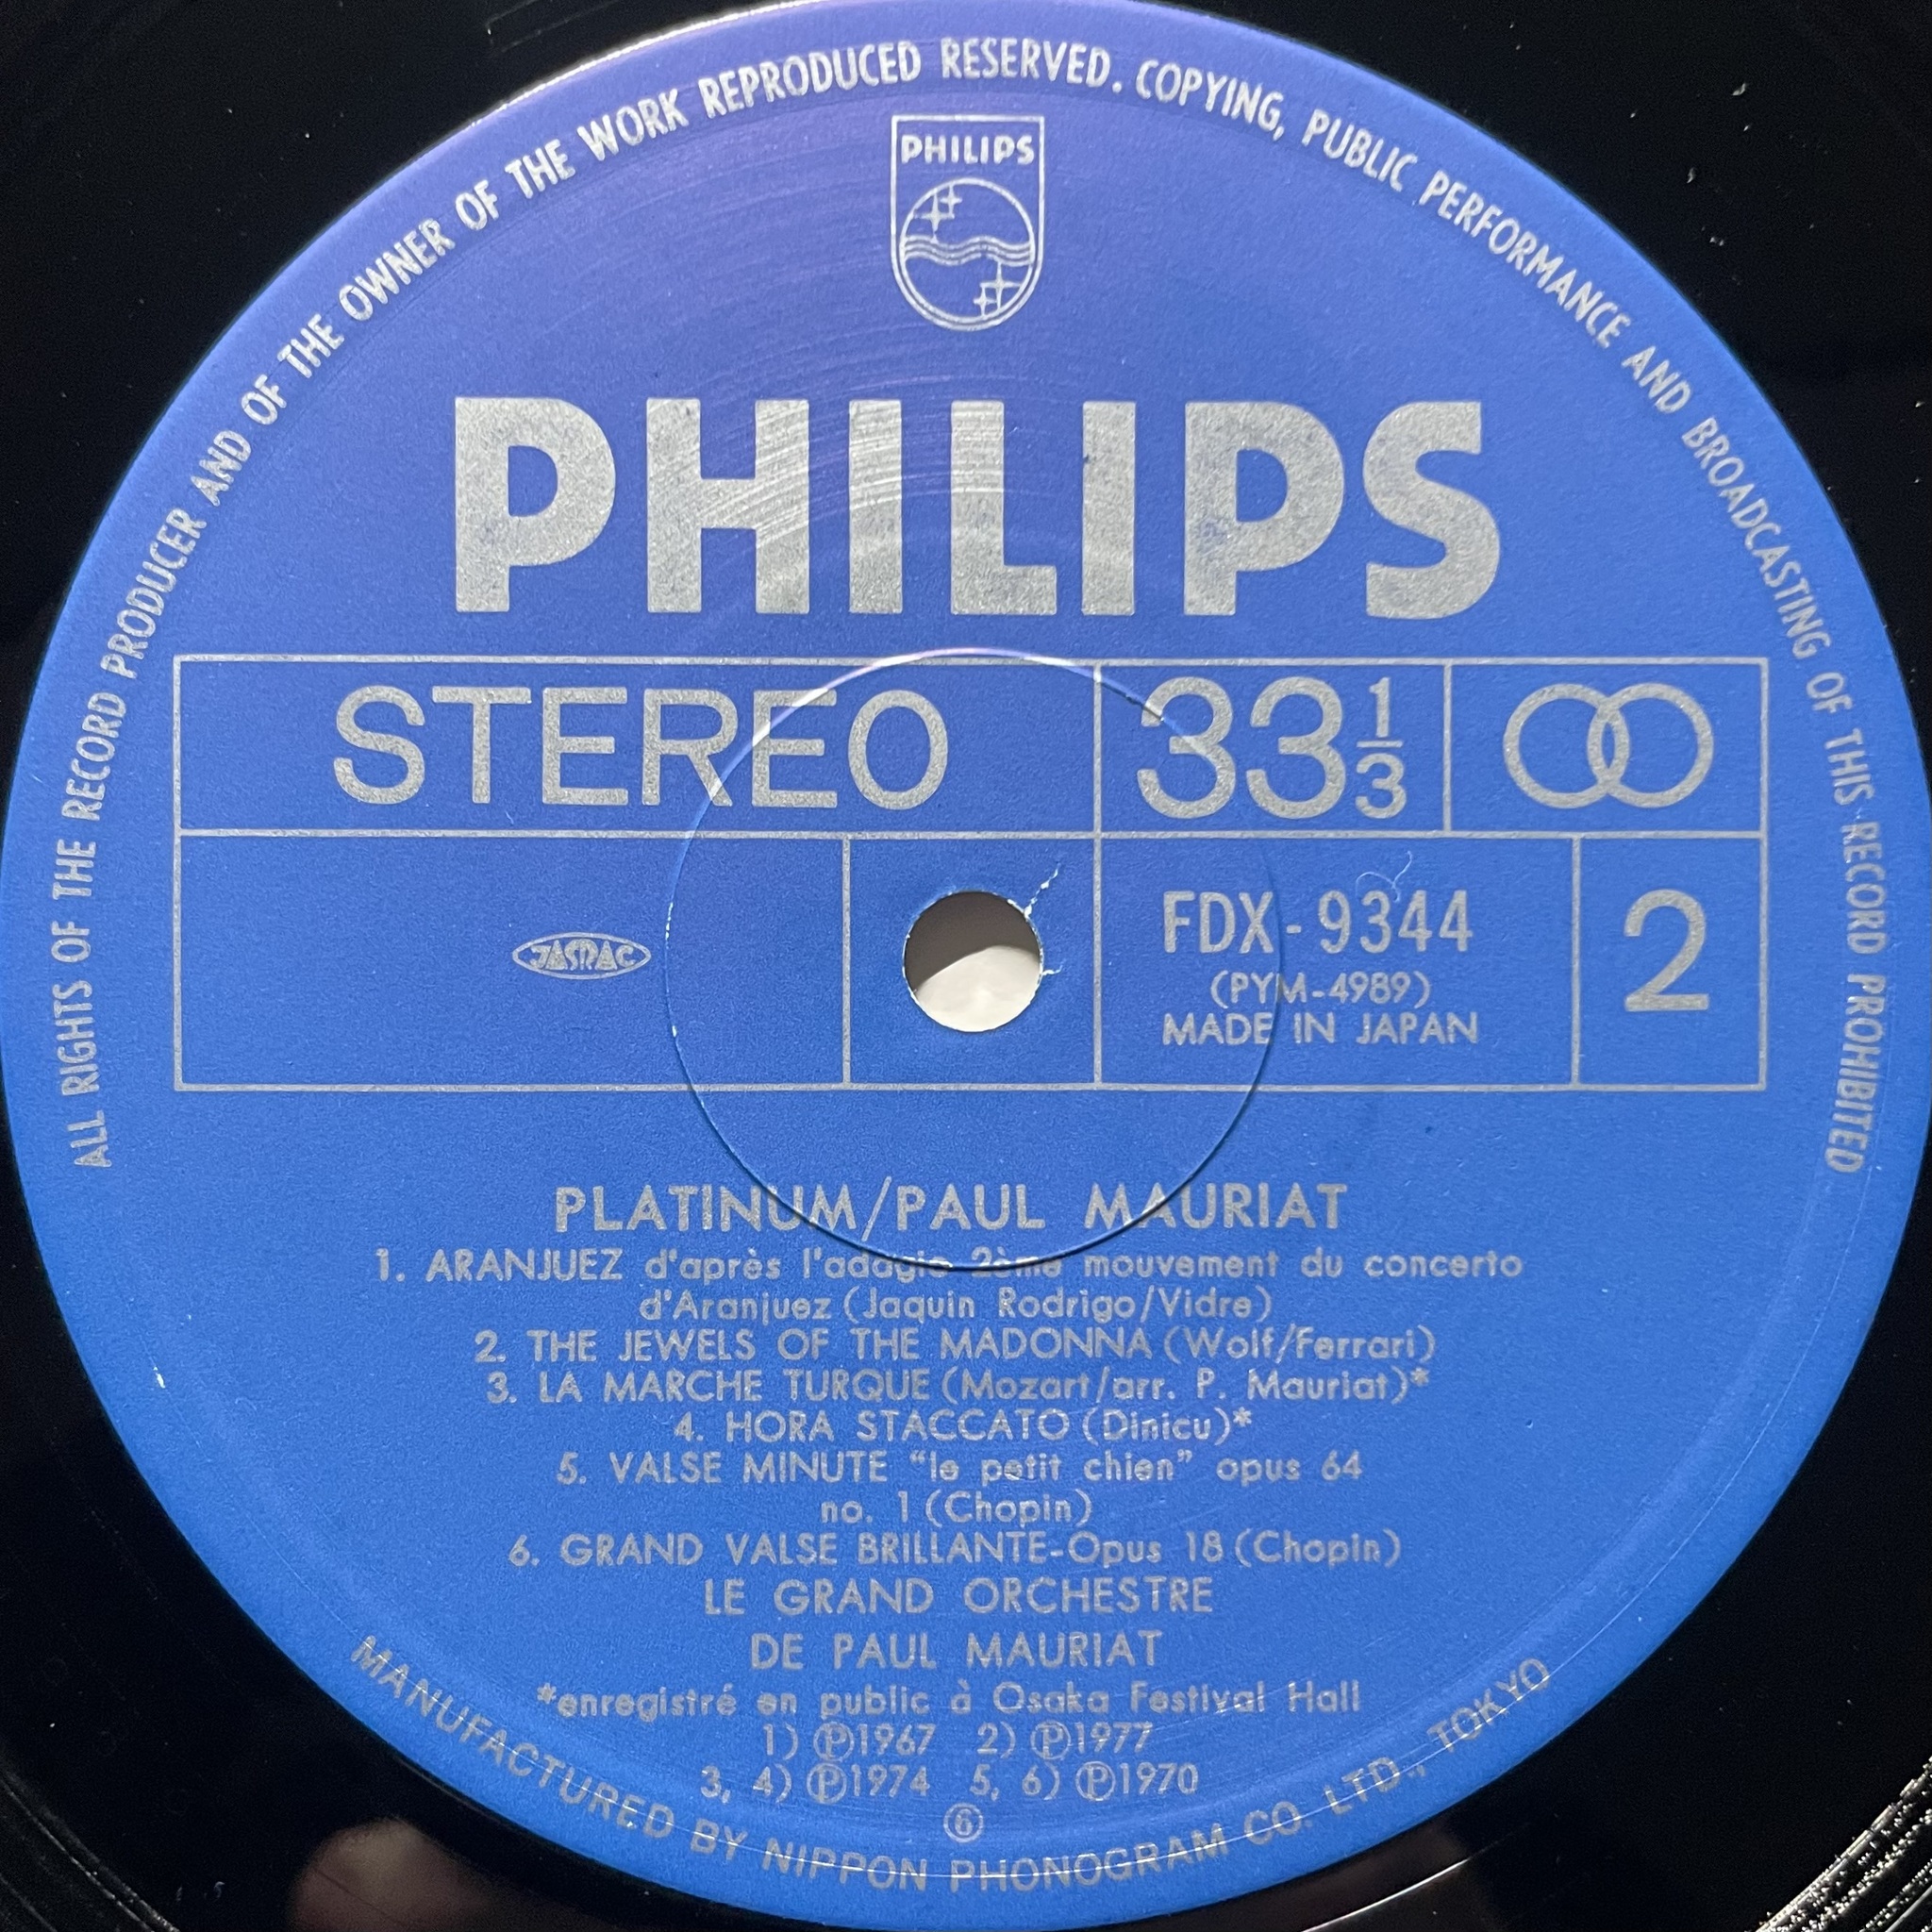 ALL RIGHTS OF THE RECORD PRODUCER AND OF THE OWNER OF THE WORK REPRODUCED RESERVED. COPYING, PUBLIC PERFORMANCE AND BROADCASTING OF THIS RECORD PROHIBITED
PHILIPS
PHILIPS
STEREO 33 1/3
JASRAC
FDX-9344 2
(PYM-4989)
MADE IN JAPAN
PLATINUM/PAUL MAURIAT
1. ARANJUEZ d'après l'adagio 2ème mouvement du concerto
d'Aranjuez (Jaquin Rodrigo/Vidre)
2. THE JEWELS OF THE MADONNA (Wolf/Ferrari)
3. LA MARCHE TURQUE (Mozart/arr. P. Mauriat)*
4. HORA STACCATO (Dinicu)*
5. VALSE MINUTE “le petit chien” opus 64
no. 1 (Chopin)
6. GRAND VALSE BRILLANTE-Opus 18 (Chopin)
LE GRAND ORCHESTRE
DE PAUL MAURIAT
*enregistré en public à Osaka Festival Hall
1) Ⓟ1967 2) Ⓟ1977
3, 4) Ⓟ1974 5, 6) Ⓟ1970
⑥
MANUFACTURED BY NIPPON PHONOGRAM CO. LTD., TOKYO